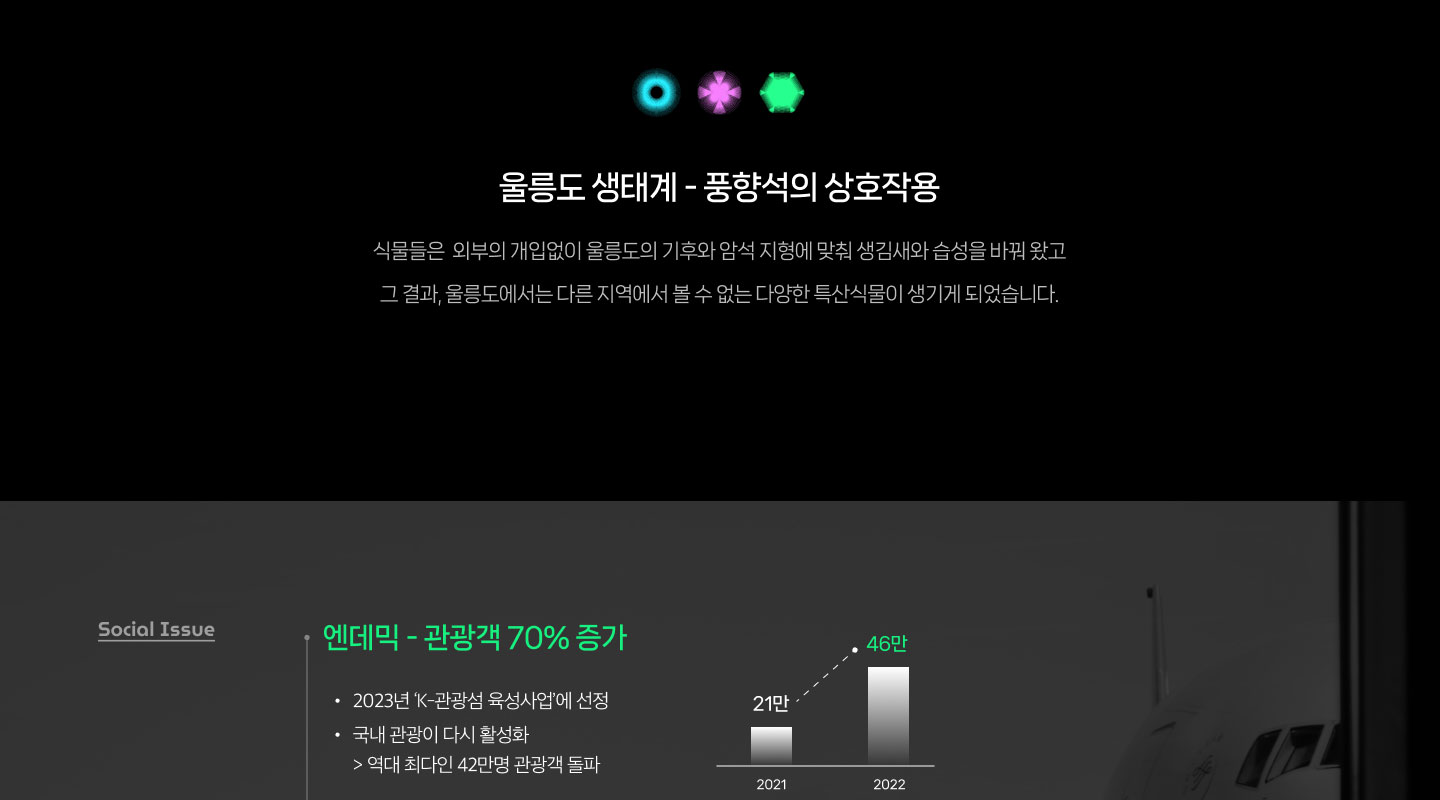 울릉도 생태계 - 풍향석의 상호작용
식물들은 외부의 개입없이 울릉도의 기후와 암석 지형에 맞춰 생김새와 습성을 바꿔 왔고
그 결과, 울릉도에서는 다른 지역에서 볼 수 없는 다양한 특산식물이 생기게 되었습니다.
Social Issue
엔데믹 - 관광객 70% 증가
• 2023년 ‘K-관광섬 육성사업’에 선정
• 국내 관광이 다시 활성화
> 역대 최다인 42만명 관광객 돌파
46만
21만
2021
2022